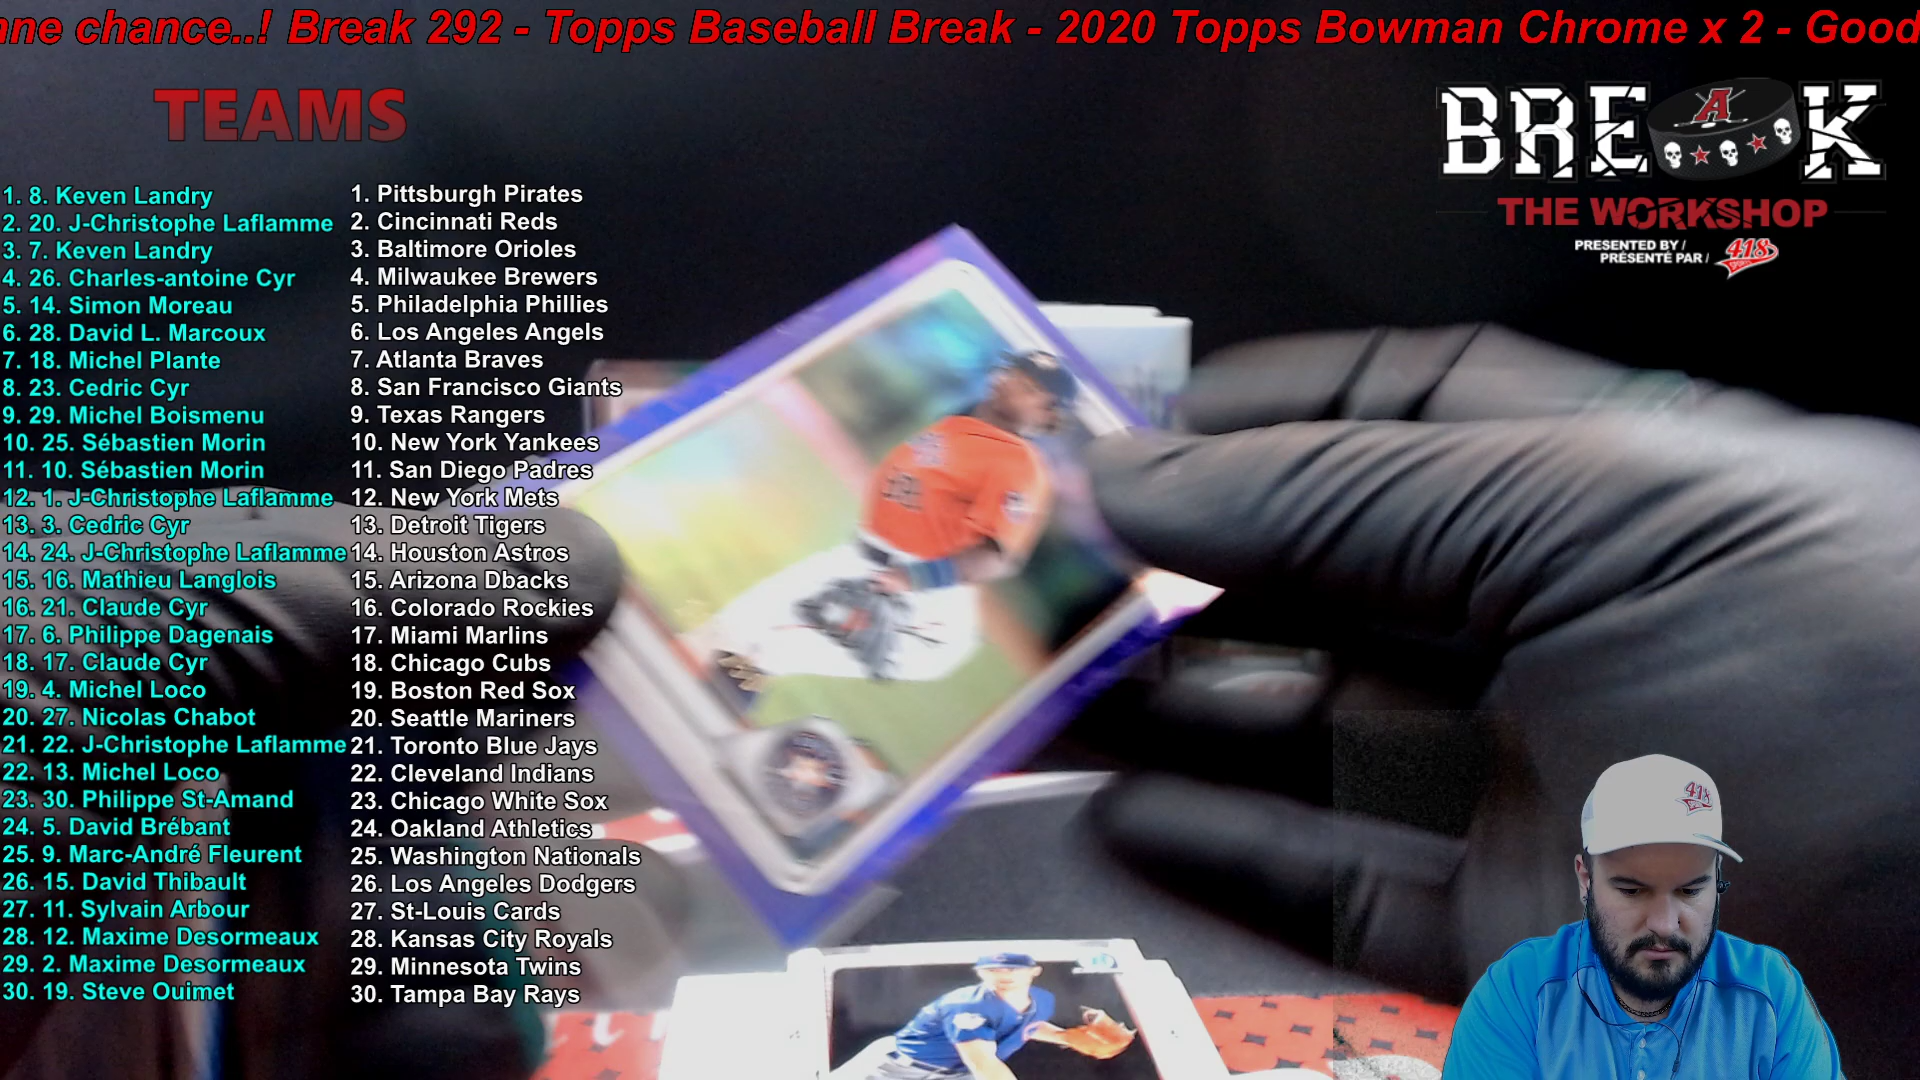 nne chance..! Break 292 - Topps Baseball Break - 2020 Topps Bowman Chrome x 2 - Good
TEAMS
BREAK
A
THE WORKSHOP
PRESENTED BY /
PRÉSENTÉ PAR /
418
SPORTS
1. 8. Keven Landry
2. 20. J-Christophe Laflamme
3. 7. Keven Landry
4. 26. Charles-antoine Cyr
5. 14. Simon Moreau
6. 28. David L. Marcoux
7. 18. Michel Plante
8. 23. Cedric Cyr
9. 29. Michel Boismenu
10. 25. Sébastien Morin
11. 10. Sébastien Morin
12. 1. J-Christophe Laflamme
13. 3. Cedric Cyr
14. 24. J-Christophe Laflamme
15. 16. Mathieu Langlois
16. 21. Claude Cyr
17. 6. Philippe Dagenais
18. 17. Claude Cyr
19. 4. Michel Loco
20. 27. Nicolas Chabot
21. 22. J-Christophe Laflamme
22. 13. Michel Loco
23. 30. Philippe St-Amand
24. 5. David Brébant
25. 9. Marc-André Fleurent
26. 15. David Thibault
27. 11. Sylvain Arbour
28. 12. Maxime Desormeaux
29. 2. Maxime Desormeaux
30. 19. Steve Ouimet
1. Pittsburgh Pirates
2. Cincinnati Reds
3. Baltimore Orioles
4. Milwaukee Brewers
5. Philadelphia Phillies
6. Los Angeles Angels
7. Atlanta Braves
8. San Francisco Giants
9. Texas Rangers
10. New York Yankees
11. San Diego Padres
12. New York Mets
13. Detroit Tigers
14. Houston Astros
15. Arizona Dbacks
16. Colorado Rockies
17. Miami Marlins
18. Chicago Cubs
19. Boston Red Sox
20. Seattle Mariners
21. Toronto Blue Jays
22. Cleveland Indians
23. Chicago White Sox
24. Oakland Athletics
25. Washington Nationals
26. Los Angeles Dodgers
27. St-Louis Cards
28. Kansas City Royals
29. Minnesota Twins
30. Tampa Bay Rays
418